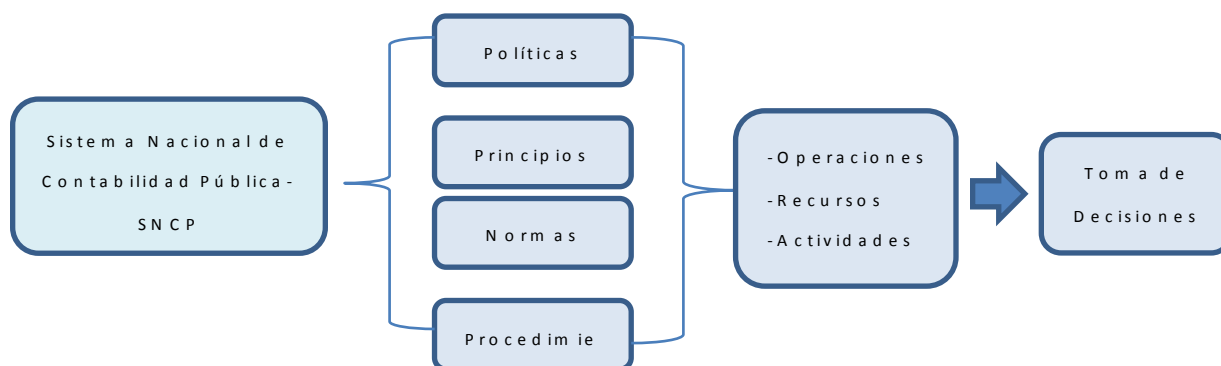 Sistema Nacional de
Contabilidad Pública-
SNCP
Políticas
Principios
Normas
Procedimie
-Operaciones
-Recursos
-Actividades
Toma de
Decisiones